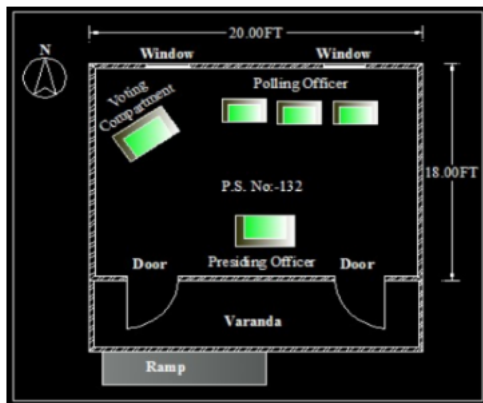 20.00FT
N
Window
Window
Polling Officer
Voting
Compartment
18.00FT
P.S. No:-132
Presiding Officer
Door
Door
Varanda
Ramp